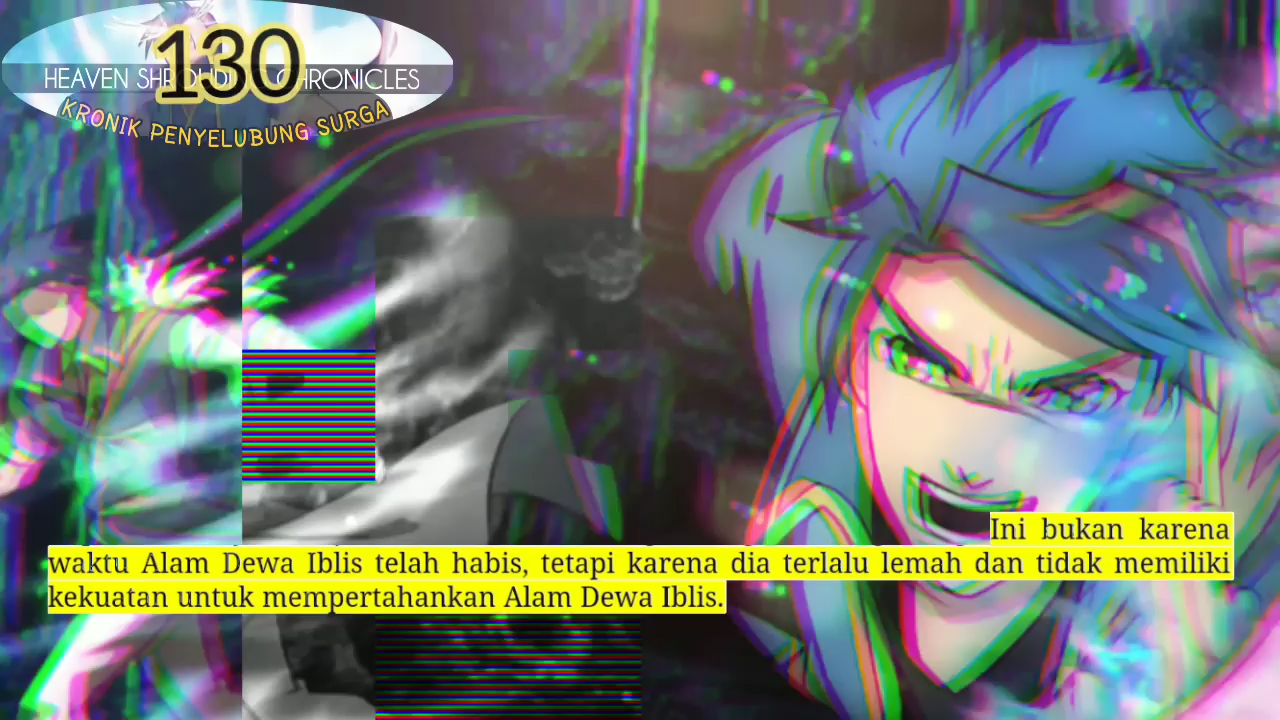 130
HEAVEN SHROUDING CHRONICLES
KRONIK PENYELUBUNG SURGA
Ini bukan karena
waktu Alam Dewa Iblis telah habis, tetapi karena dia terlalu lemah dan tidak memiliki
kekuatan untuk mempertahankan Alam Dewa Iblis.